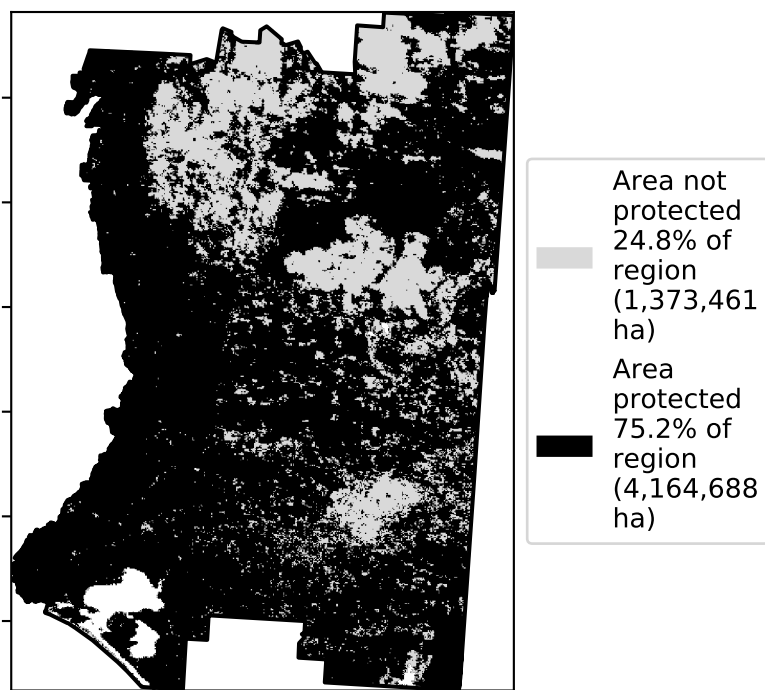 Area not
protected
24.8% of
region
(1,373,461
ha)
Area
protected
75.2% of
region
(4,164,688
ha)